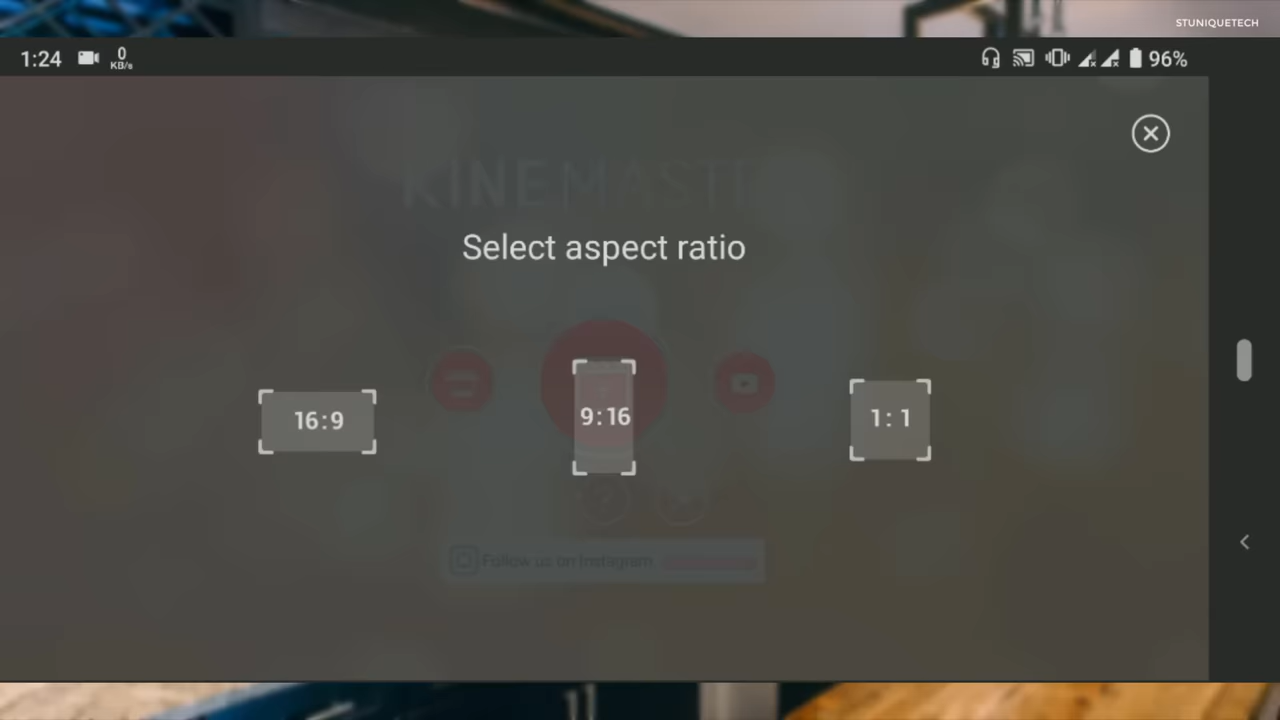 STUNIQUETECH
1:24
0
KB/s
96%
KINEMASTE
Select aspect ratio
16:9
9:16
1:1
Follow us on Instagram